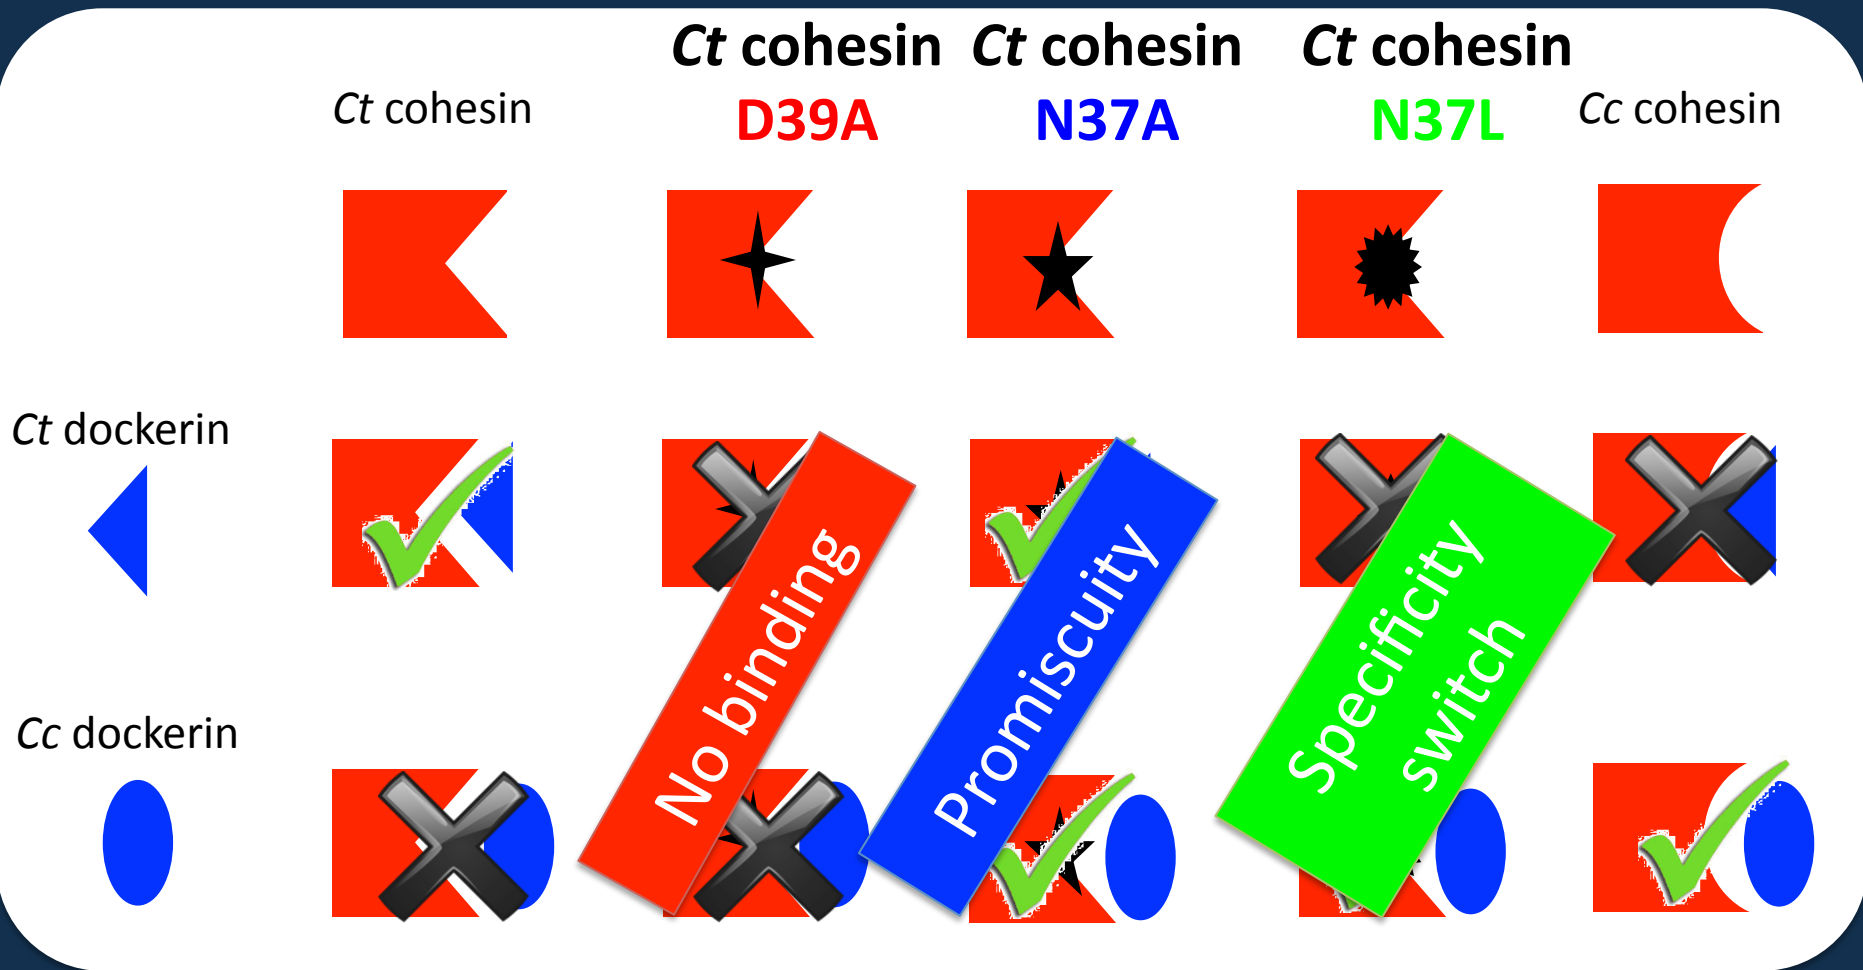 Ct cohesin
Ct cohesin
D39A
Ct cohesin
N37A
Ct cohesin
N37L
Cc cohesin
Ct dockerin
No binding
Promiscuity
Specificity
switch
Cc dockerin